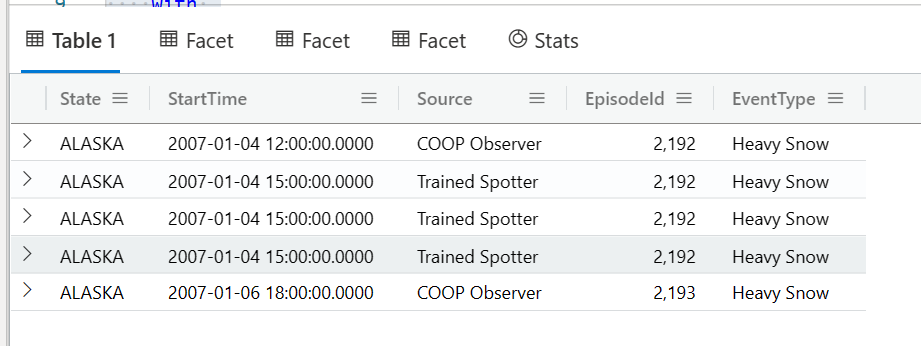 9 with
Table 1 Facet Facet Facet Stats
State StartTime Source EpisodeId EventType
ALASKA 2007-01-04 12:00:00.0000 COOP Observer 2,192 Heavy Snow
ALASKA 2007-01-04 15:00:00.0000 Trained Spotter 2,192 Heavy Snow
ALASKA 2007-01-04 15:00:00.0000 Trained Spotter 2,192 Heavy Snow
ALASKA 2007-01-04 15:00:00.0000 Trained Spotter 2,192 Heavy Snow
ALASKA 2007-01-06 18:00:00.0000 COOP Observer 2,193 Heavy Snow